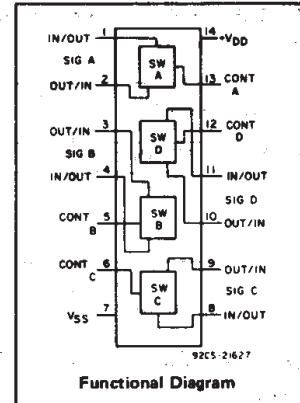 1 14
IN/OUT +VDD
SIG A SW A
2 13
OUT/IN CONT A
3 12
OUT/IN CONT D
SIG B SW D
4 11
IN/OUT IN/OUT
SIG D
5 10
CONT B SW B OUT/IN
6 9
CONT C OUT/IN
SW C SIG C
7 8
VSS IN/OUT
92CS-21627
Functional Diagram